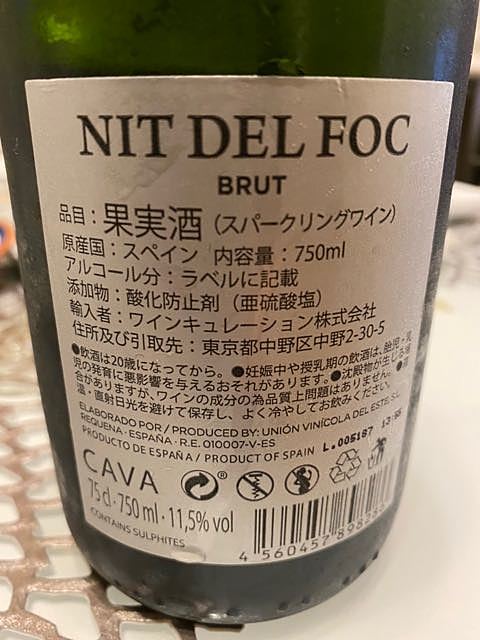 NIT DEL FOC
BRUT
品目：果実酒（スパークリングワイン）
原産国：スペイン 内容量：750ml
アルコール分：ラベルに記載
添加物：酸化防止剤（亜硫酸塩）
輸入者：ワインキュレーション株式会社
住所及び引取先：東京都中野区中野2-30-5
●飲酒は20歳になってから。●妊娠中や授乳期の飲酒は、胎児・乳
児の発育に悪影響を与えるおそれがあります。●沈殿物が生じる場
合がありますが、ワインの成分の為品質上問題はありません。●
温・直射日光を避けて保存し、よく冷やしてお飲みください。
ELABORADO POR / PRODUCED BY: UNIÓN VINÍCOLA DEL ESTE, S.L.
REQUENA · ESPAÑA · R.E. 010007-V-ES
PRODUCTO DE ESPAÑA / PRODUCT OF SPAIN L.005187
CAVA
75 cl · 750 ml · 11,5% vol
CONTAINS SULPHITES
4 560457